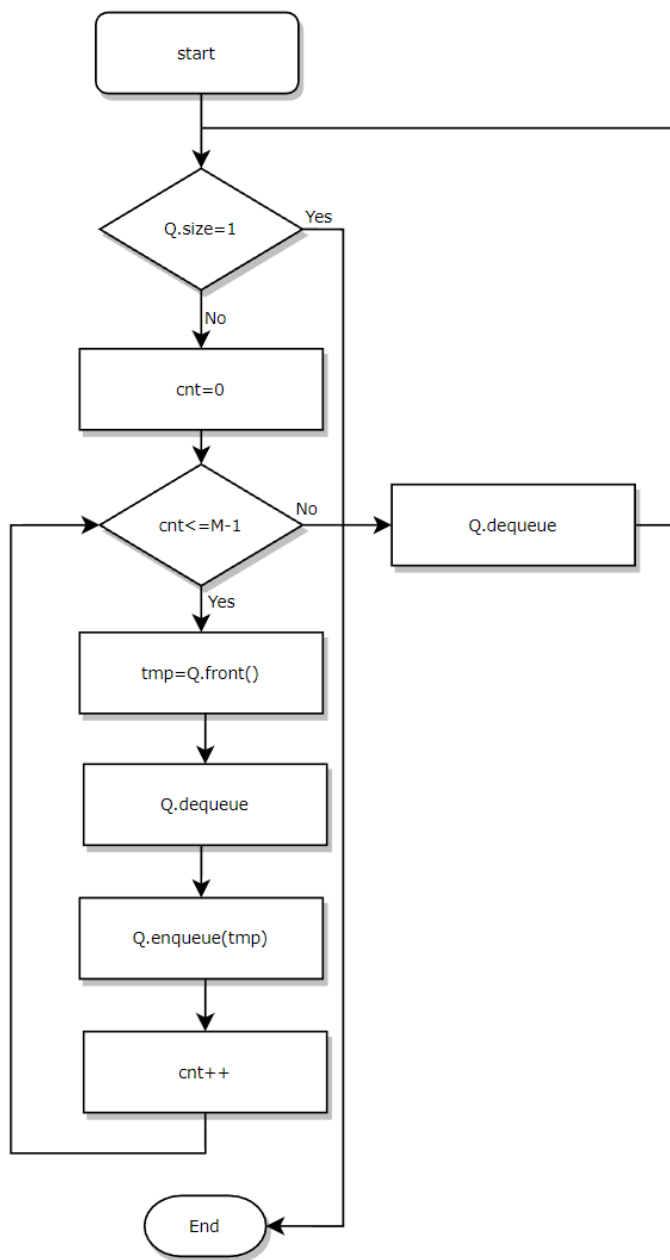 start
Q.size=1
Yes
No
cnt=0
cnt<=M-1
No
Q.dequeue
Yes
tmp=Q.front()
Q.dequeue
Q.enqueue(tmp)
cnt++
End